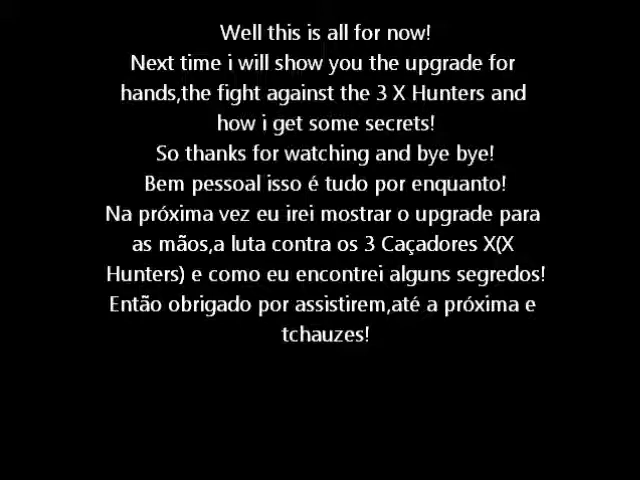 Well this is all for now!
Next time i will show you the upgrade for
hands,the fight against the 3 X Hunters and
how i get some secrets!
So thanks for watching and bye bye!
Bem pessoal isso é tudo por enquanto!
Na próxima vez eu irei mostrar o upgrade para
as mãos,a luta contra os 3 Caçadores X(X
Hunters) e como eu encontrei alguns segredos!
Então obrigado por assistirem,até a próxima e
tchauzes!